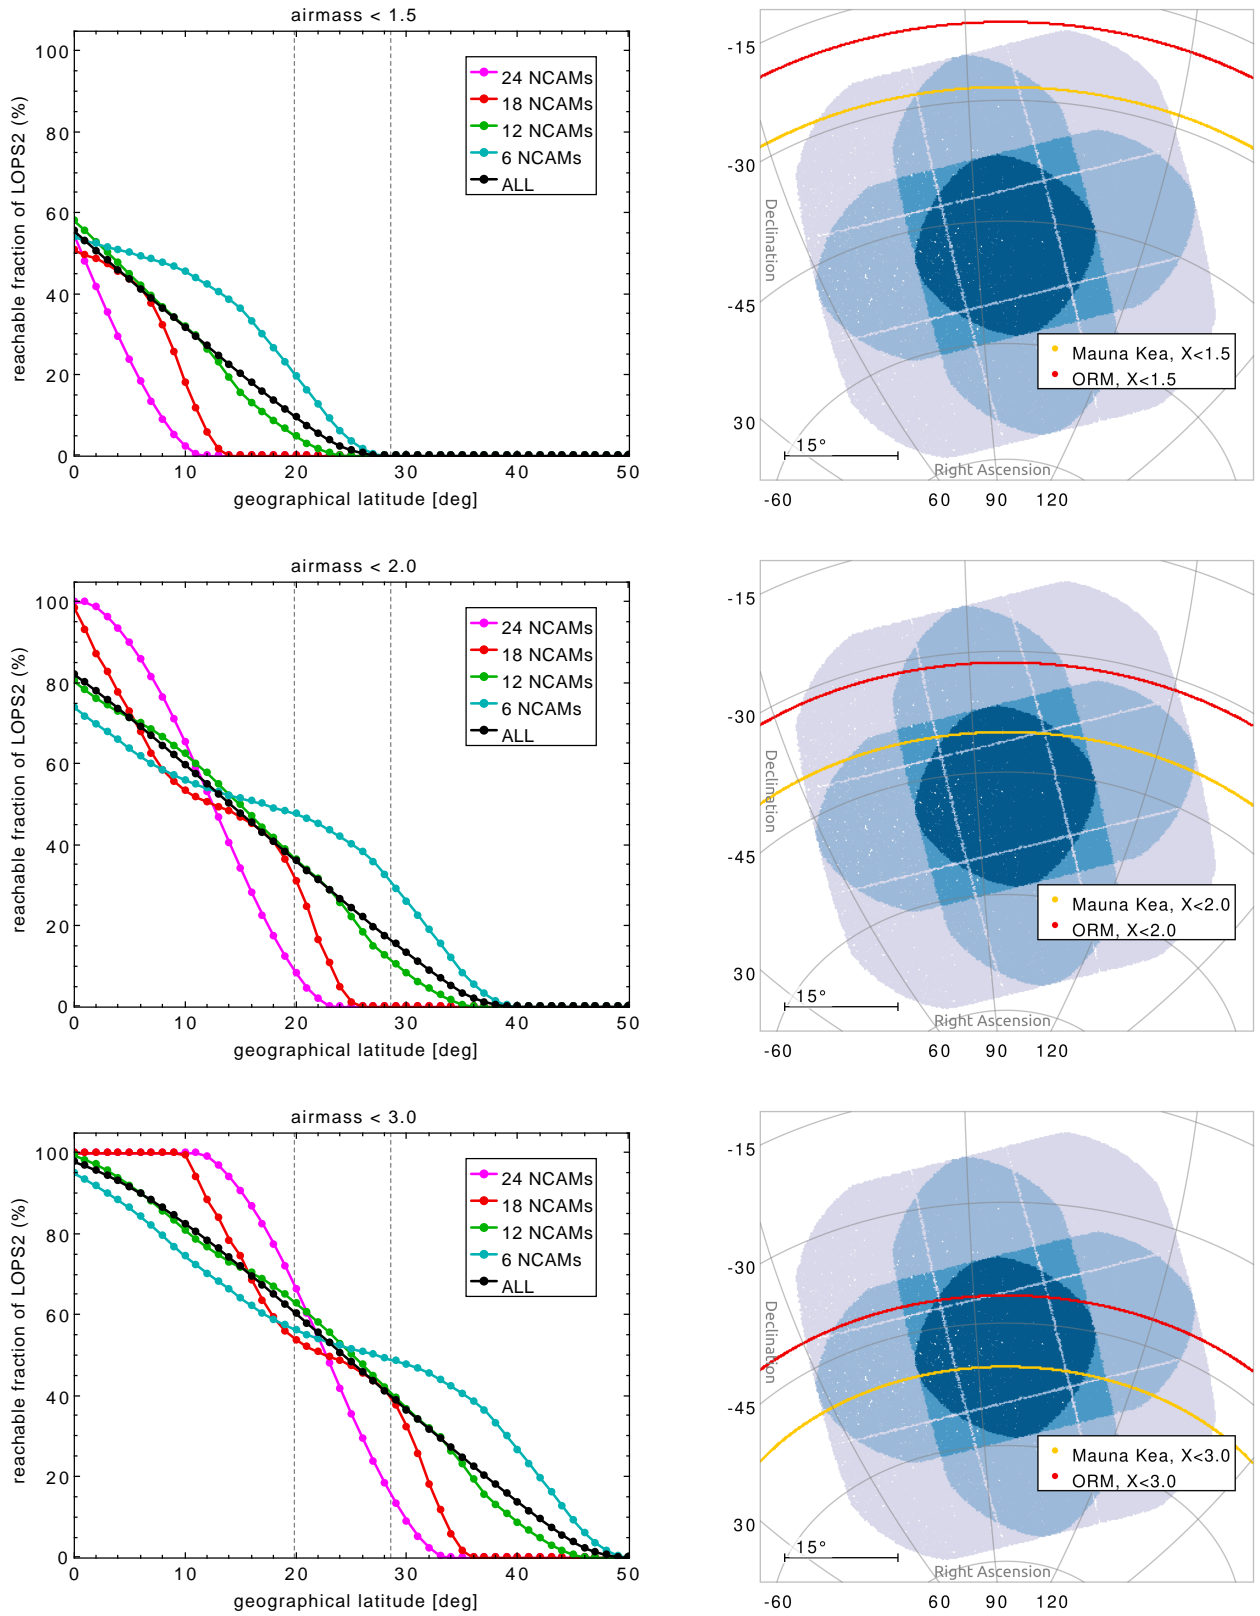 airmass < 1.5
reachable fraction of LOPS2 (%)
100
80
60
40
20
0
24 NCAMs
18 NCAMs
12 NCAMs
6 NCAMs
ALL
0 10 20 30 40 50
geographical latitude [deg]
-15
-30
-45
30
Declination
Mauna Kea, X<1.5
ORM, X<1.5
15°
Right Ascension
-60 60 90 120
airmass < 2.0
reachable fraction of LOPS2 (%)
100
80
60
40
20
0
24 NCAMs
18 NCAMs
12 NCAMs
6 NCAMs
ALL
0 10 20 30 40 50
geographical latitude [deg]
-15
-30
-45
30
Declination
Mauna Kea, X<2.0
ORM, X<2.0
15°
Right Ascension
-60 60 90 120
airmass < 3.0
reachable fraction of LOPS2 (%)
100
80
60
40
20
0
24 NCAMs
18 NCAMs
12 NCAMs
6 NCAMs
ALL
0 10 20 30 40 50
geographical latitude [deg]
-15
-30
-45
30
Declination
Mauna Kea, X<3.0
ORM, X<3.0
15°
Right Ascension
-60 60 90 120